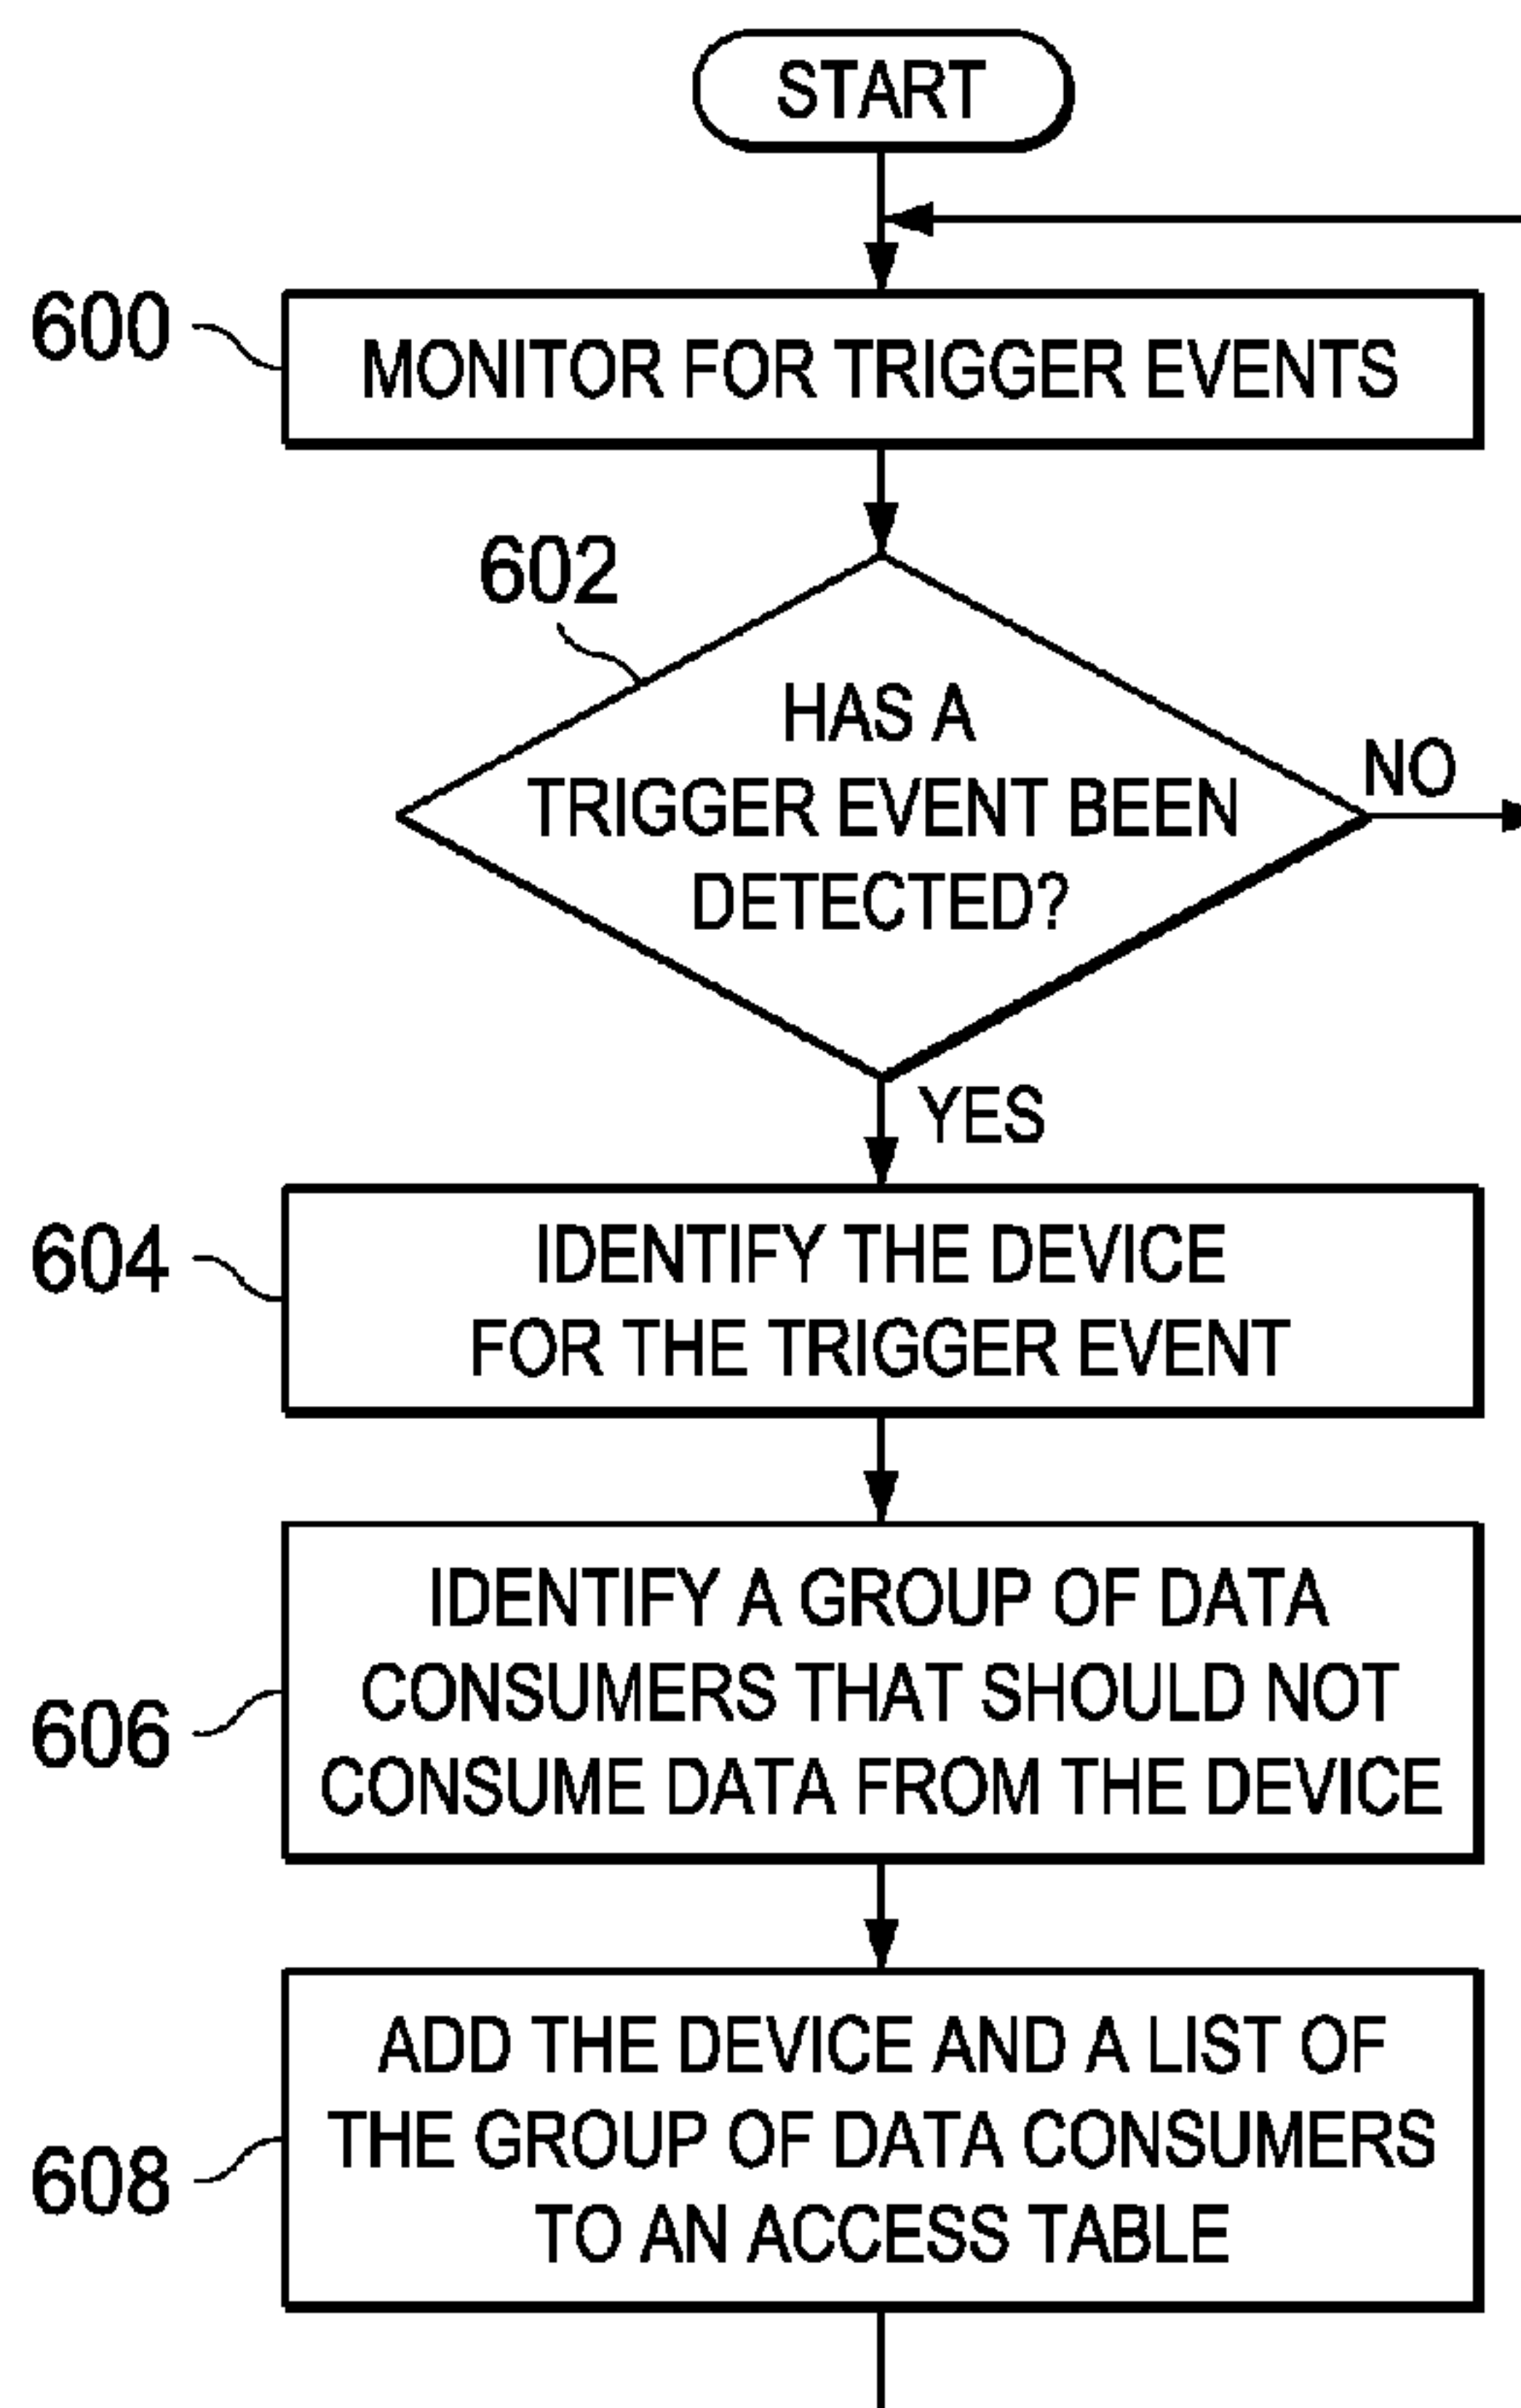 START
600
MONITOR FOR TRIGGER EVENTS
602
HAS A
TRIGGER EVENT BEEN
DETECTED?
NO
YES
604
IDENTIFY THE DEVICE
FOR THE TRIGGER EVENT
606
IDENTIFY A GROUP OF DATA
CONSUMERS THAT SHOULD NOT
CONSUME DATA FROM THE DEVICE
608
ADD THE DEVICE AND A LIST OF
THE GROUP OF DATA CONSUMERS
TO AN ACCESS TABLE